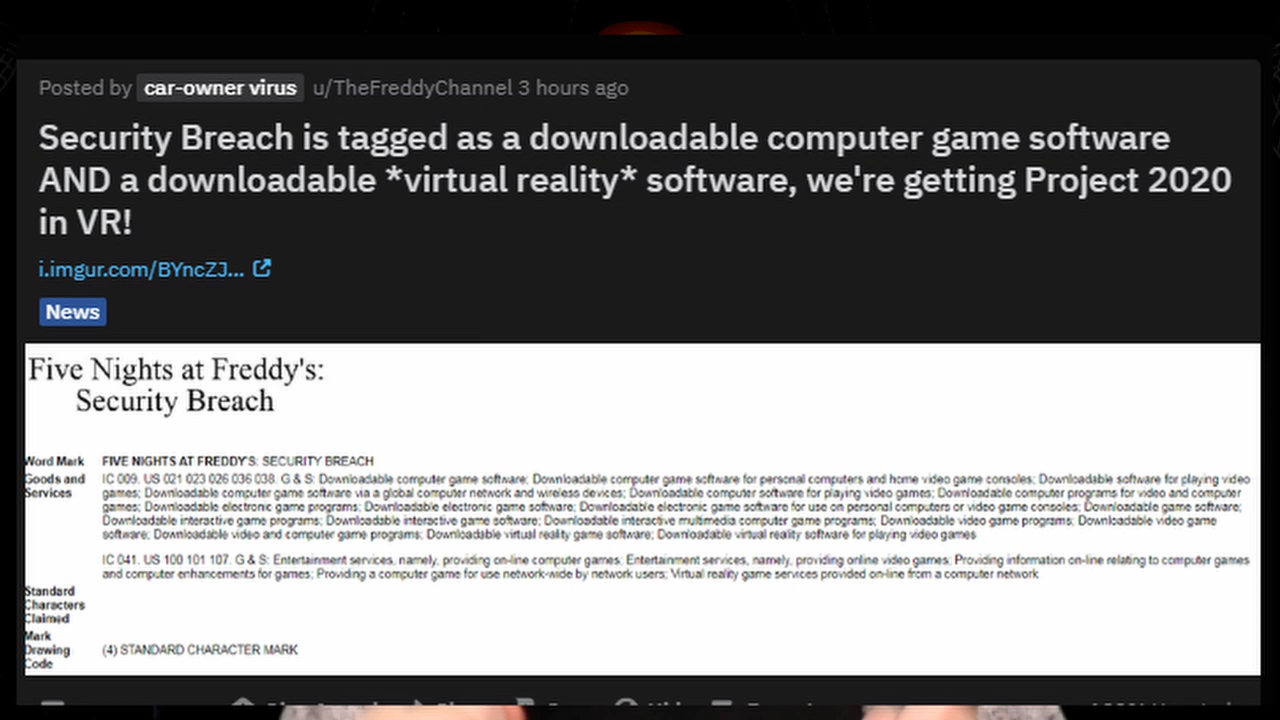 Posted by car-owner virus u/TheFreddyChannel 3 hours ago
Security Breach is tagged as a downloadable computer game software
AND a downloadable *virtual reality* software, we're getting Project 2020
in VR!
i.imgur.com/BYncZJ...
News
Five Nights at Freddy's:
Security Breach
Word Mark FIVE NIGHTS AT FREDDY'S: SECURITY BREACH
Goods and IC 009. US 021 023 026 036 038. G & S: Downloadable computer game software; Downloadable computer game software for personal computers and home video game consoles; Downloadable software for playing video
Services games; Downloadable computer game software via a global computer network and wireless devices; Downloadable computer software for playing video games; Downloadable computer programs for video and computer
games; Downloadable electronic game programs; Downloadable electronic game software; Downloadable electronic game software for use on personal computers or video game consoles; Downloadable game software;
Downloadable interactive game programs; Downloadable interactive game software; Downloadable interactive multimedia computer game programs; Downloadable video game programs; Downloadable video game
software; Downloadable video and computer game programs; Downloadable virtual reality game software; Downloadable virtual reality software for playing video games
IC 041. US 100 101 107. G & S: Entertainment services, namely, providing on-line computer games; Entertainment services, namely, providing online video games; Providing information on-line relating to computer games
and computer enhancements for games; Providing a computer game for use network-wide by network users; Virtual reality game services provided on-line from a computer network
Standard
Characters
Claimed
Mark
Drawing (4) STANDARD CHARACTER MARK
Code